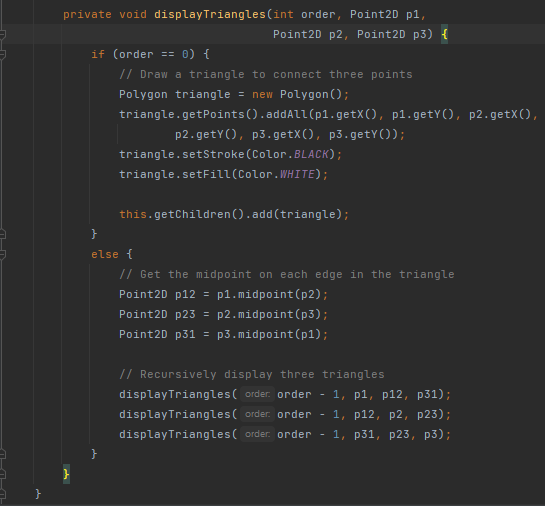 private void displayTriangles(int order, Point2D p1,
Point2D p2, Point2D p3) {
if (order == 0) {
// Draw a triangle to connect three points
Polygon triangle = new Polygon();
triangle.getPoints().addAll(p1.getX(), p1.getY(), p2.getX(),
p2.getY(), p3.getX(), p3.getY());
triangle.setStroke(Color.BLACK);
triangle.setFill(Color.WHITE);
this.getChildren().add(triangle);
}
else {
// Get the midpoint on each edge in the triangle
Point2D p12 = p1.midpoint(p2);
Point2D p23 = p2.midpoint(p3);
Point2D p31 = p3.midpoint(p1);
// Recursively display three triangles
displayTriangles( order: order - 1, p1, p12, p31);
displayTriangles( order: order - 1, p12, p2, p23);
displayTriangles( order: order - 1, p31, p23, p3);
}
}
}